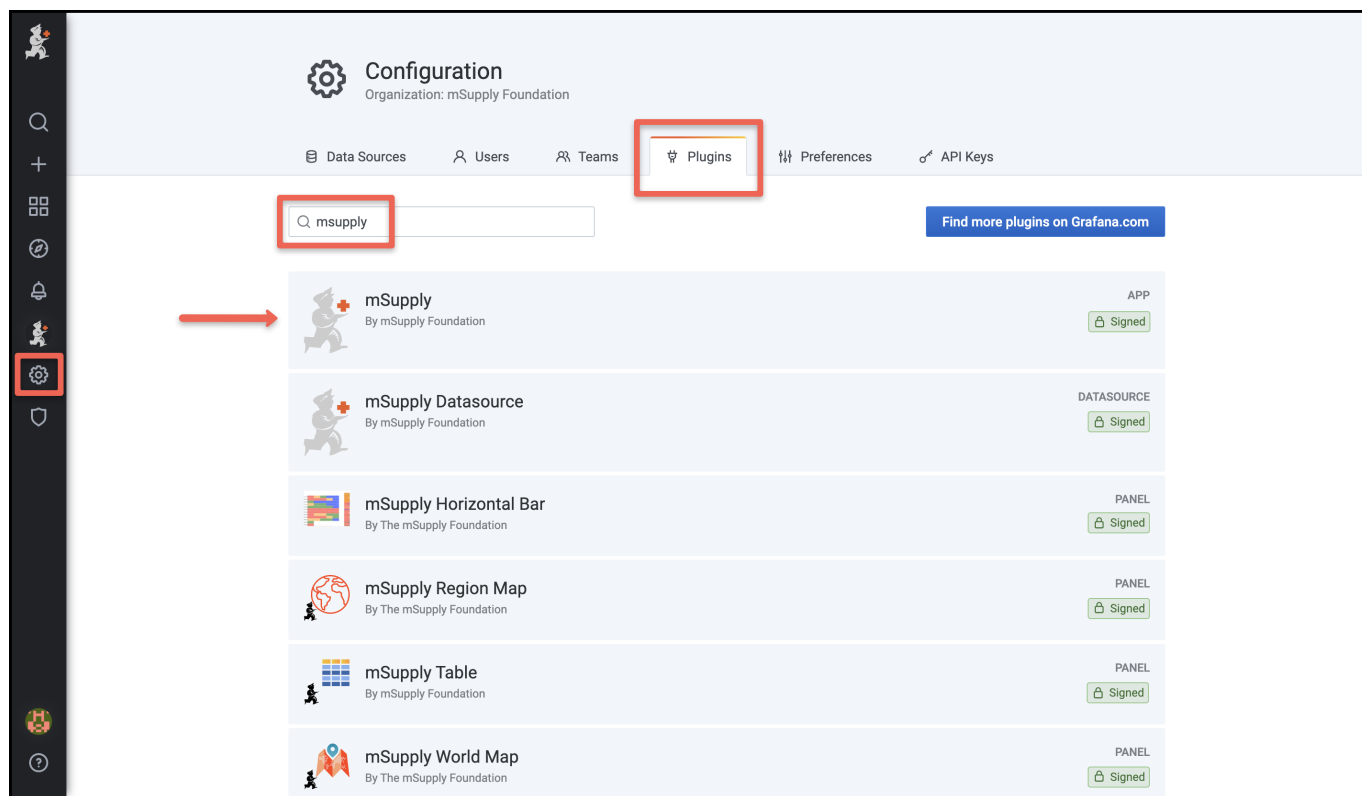 Configuration
Organization: mSupply Foundation
Data Sources Users Teams Plugins Preferences API Keys
msupply Find more plugins on Grafana.com
mSupply APP
By mSupply Foundation Signed
mSupply Datasource DATASOURCE
By mSupply Foundation Signed
mSupply Horizontal Bar PANEL
By The mSupply Foundation Signed
mSupply Region Map PANEL
By The mSupply Foundation Signed
mSupply Table PANEL
By mSupply Foundation Signed
mSupply World Map PANEL
By The mSupply Foundation Signed